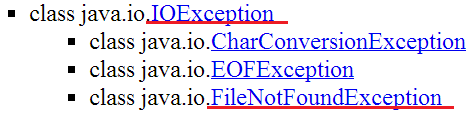 class java.io.IOException
class java.io.CharConversionException
class java.io.EOFException
class java.io.FileNotFoundException